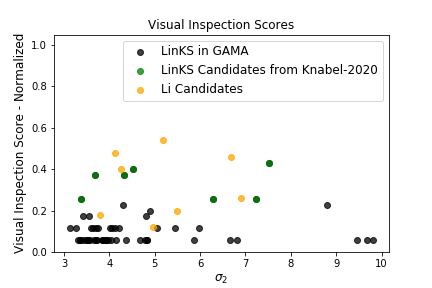 Visual Inspection Scores
Visual Inspection Score - Normalized
1.0
0.8
0.6
0.4
0.2
0.0
LinKS in GAMA
LinKS Candidates from Knabel-2020
Li Candidates
3 4 5 6 7 8 9 10
σ₂